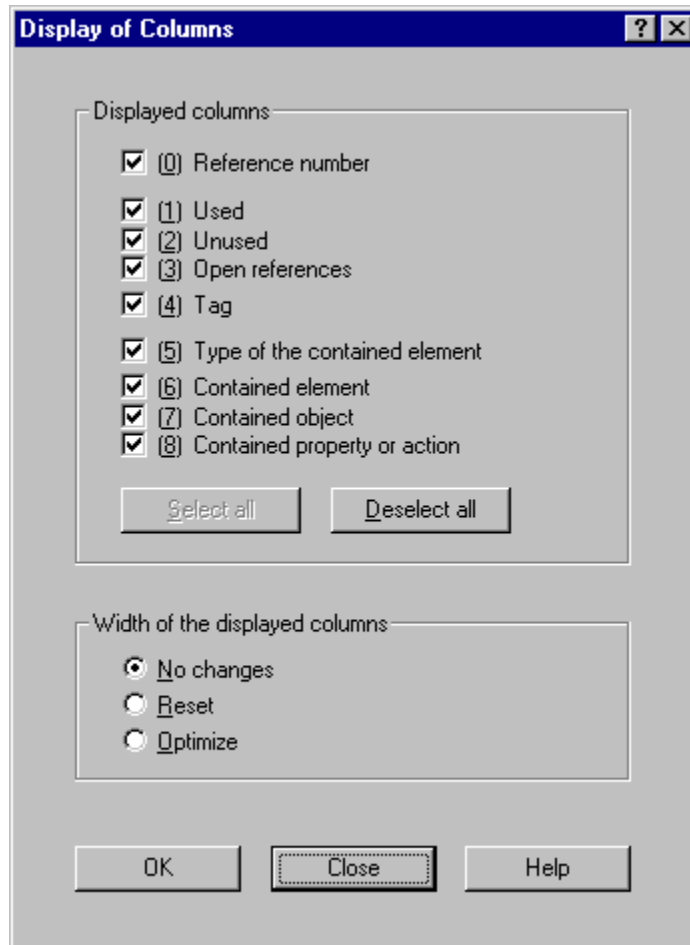 Display of Columns
Displayed columns
(0) Reference number
(1) Used
(2) Unused
(3) Open references
(4) Tag
(5) Type of the contained element
(6) Contained element
(7) Contained object
(8) Contained property or action
Select all Deselect all
Width of the displayed columns
No changes
Reset
Optimize
OK Close Help